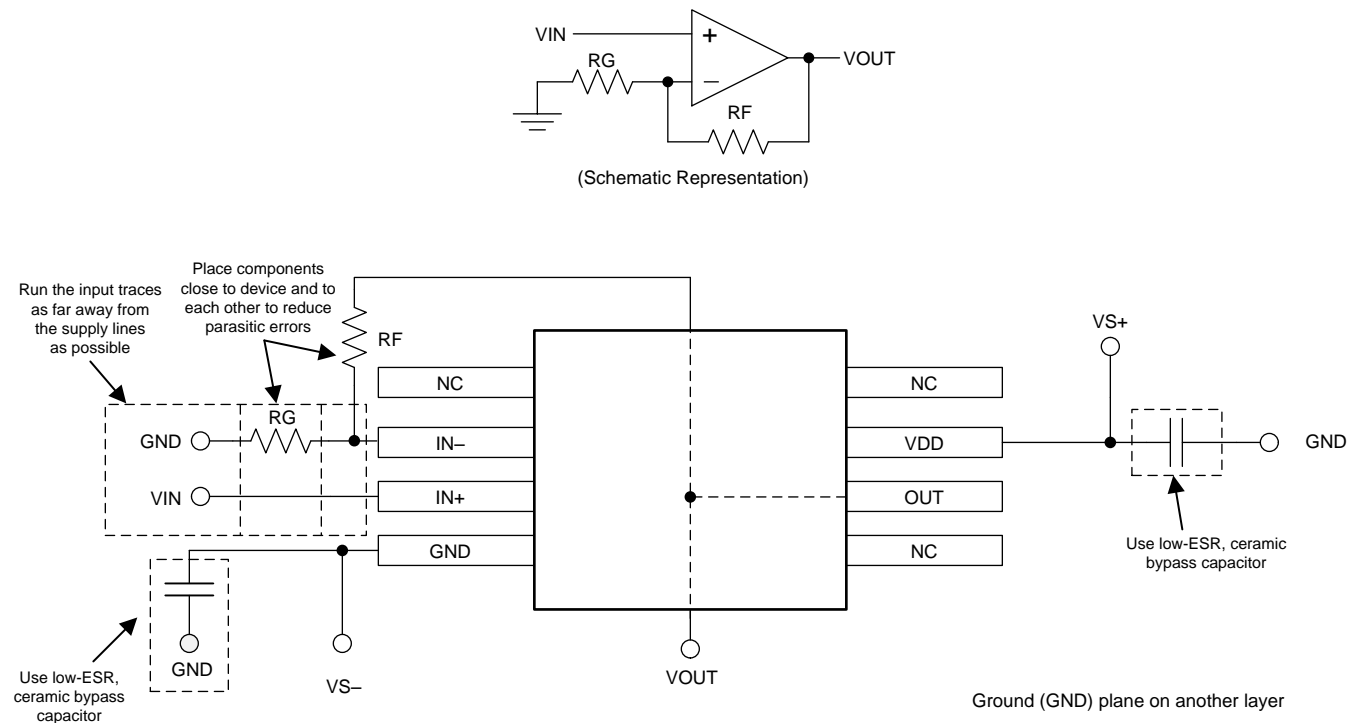 VIN
+
RG
−
VOUT
RF
(Schematic Representation)
Run the input traces
as far away from
the supply lines
as possible
Place components
close to device and to
each other to reduce
parasitic errors
RF
VS+
NC
NC
RG
GND
IN–
VDD
GND
VIN
IN+
OUT
GND
NC
Use low-ESR, ceramic
bypass capacitor
GND
VS–
VOUT
Use low-ESR,
ceramic bypass
capacitor
Ground (GND) plane on another layer